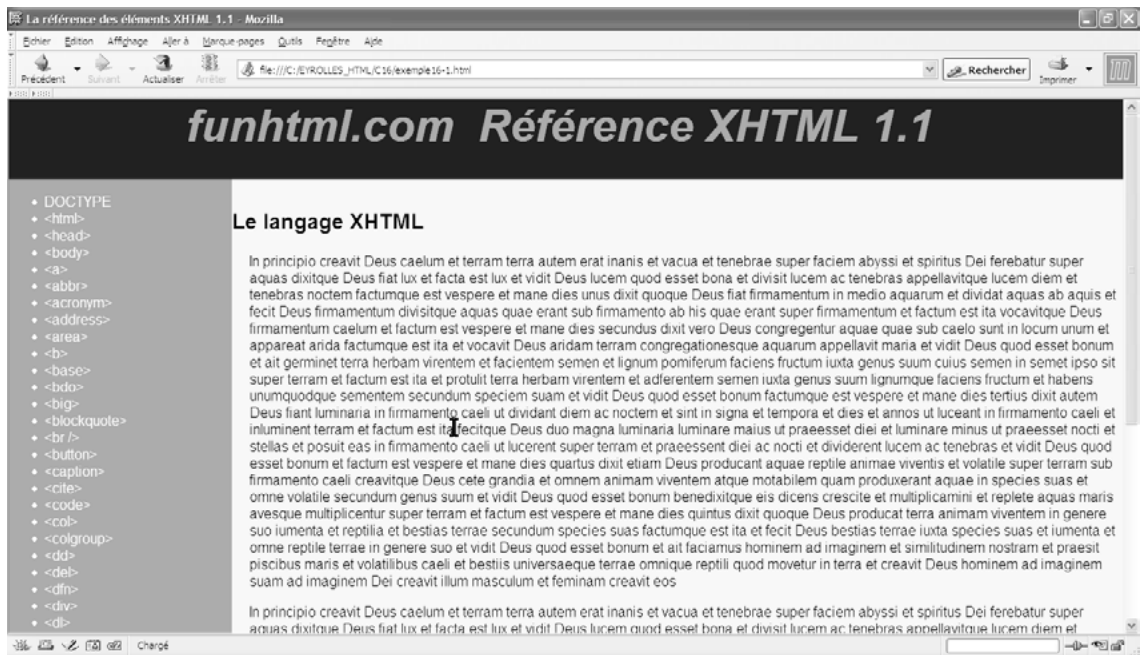 La référence des éléments XHTML 1.1 - Mozilla
Fichier Edition Affichage Aller à Marque-pages Outils Fenêtre Aide
Précédent Suivant Actualiser Arrêter file:///C:/EYROLLES_HTML/C16/exemple16-1.html Rechercher Imprimer
funhtml.com Référence XHTML 1.1
• DOCTYPE
• <html>
• <head>
• <body>
• <a>
• <abbr>
• <acronym>
• <address>
• <area>
• <b>
• <base>
• <bdo>
• <big>
• <blockquote>
• <br />
• <button>
• <caption>
• <cite>
• <code>
• <col>
• <colgroup>
• <dd>
• <del>
• <dfn>
• <div>
• <dl>
Le langage XHTML
In principio creavit Deus caelum et terram terra autem erat inanis et vacua et tenebrae super faciem abyssi et spiritus Dei ferebatur super
aquas dixitque Deus fiat lux et facta est lux et vidit Deus lucem quod esset bona et divisit lucem ac tenebras appellavitque lucem diem et
tenebras noctem factumque est vespere et mane dies unus dixit quoque Deus fiat firmamentum in medio aquarum et dividat aquas ab aquis et
fecit Deus firmamentum divisitque aquas quae erant sub firmamento ab his quae erant super firmamentum et factum est ita vocavitque Deus
firmamentum caelum et factum est vespere et mane dies secundus dixit vero Deus congregentur aquae quae sub caelo sunt in locum unum et
appareat arida factumque est ita et vocavit Deus aridam terram congregationesque aquarum appellavit maria et vidit Deus quod esset bonum
et ait germinet terra herbam virentem et facientem semen et lignum pomiferum faciens fructum iuxta genus suum cuius semen in semet ipso sit
super terram et factum est ita et protulit terra herbam virentem et adferentem semen iuxta genus suum lignumque faciens fructum et habens
unumquodque sementem secundum speciem suam et vidit Deus quod esset bonum factumque est vespere et mane dies tertius dixit autem
Deus fiant luminaria in firmamento caeli ut dividant diem ac noctem et sint in signa et tempora et dies et annos ut luceant in firmamento caeli et
inluminent terram et factum est ita fecitque Deus duo magna luminaria luminare maius ut praeesset diei et luminare minus ut praeesset nocti et
stellas et posuit eas in firmamento caeli ut lucerent super terram et praeessent diei ac nocti et dividerent lucem ac tenebras et vidit Deus quod
esset bonum et factum est vespere et mane dies quartus dixit etiam Deus producant aquae reptile animae viventis et volatile super terram sub
firmamento caeli creavitque Deus cete grandia et omnem animam viventem atque motabilem quam produxerant aquae in species suas et
omne volatile secundum genus suum et vidit Deus quod esset bonum benedixitque eis dicens crescite et multiplicamini et replete aquas maris
avesque multiplicentur super terram et factum est vespere et mane dies quintus dixit quoque Deus producat terra animam viventem in genere
suo iumenta et reptilia et bestias terrae secundum species suas factumque est ita et fecit Deus bestias terrae iuxta species suas et iumenta et
omne reptile terrae in genere suo et vidit Deus quod esset bonum et ait faciamus hominem ad imaginem et similitudinem nostram et praesit
piscibus maris et volatilibus caeli et bestiis universaeque terrae omnique reptili quod movetur in terra et creavit Deus hominem ad imaginem
suam ad imaginem Dei creavit illum masculum et feminam creavit eos
In principio creavit Deus caelum et terram terra autem erat inanis et vacua et tenebrae super faciem abyssi et spiritus Dei ferebatur super
aquas dixitque Deus fiat lux et facta est lux et vidit Deus lucem quod esset bona et divisit lucem ac tenebras appellavitque lucem diem et
Chargé